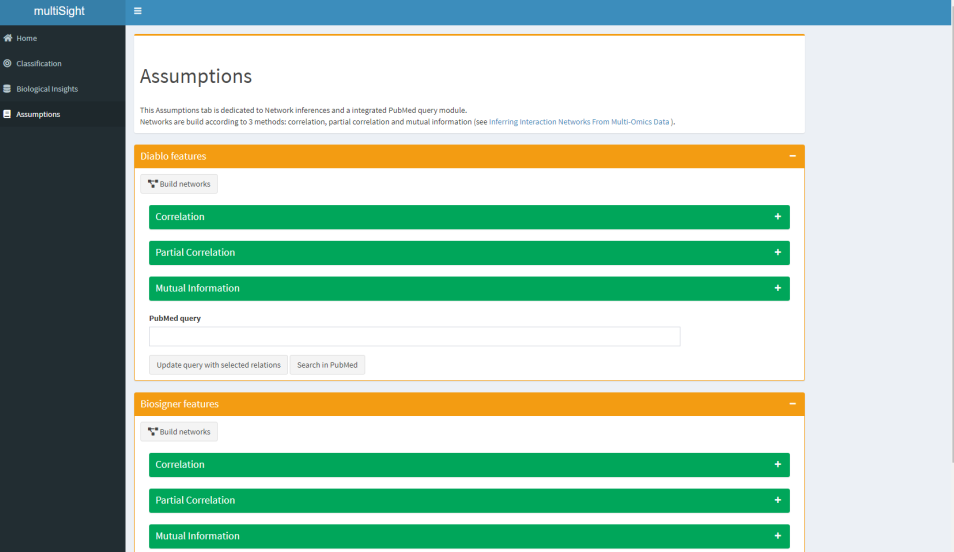 multiSight
Home
Classification
Biological Insights
Assumptions
Assumptions
This Assumptions tab is dedicated to Network inferences and a integrated PubMed query module.
Networks are build according to 3 methods: correlation, partial correlation and mutual information (see Inferring Interaction Networks From Multi-Omics Data ).
Diablo features
Build networks
Correlation
Partial Correlation
Mutual Information
PubMed query
Update query with selected relations Search in PubMed
Biosigner features
Build networks
Correlation
Partial Correlation
Mutual Information